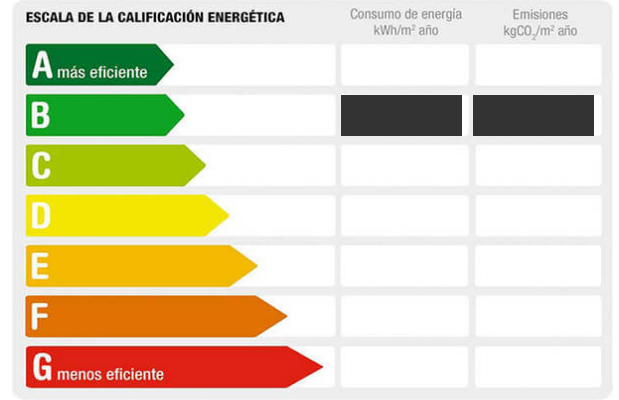 ESCALA DE LA CALIFICACIÓN ENERGÉTICA
Consumo de energía
kWh/m² año
Emisiones
kgCO₂/m² año
A más eficiente
B
C
D
E
F
G menos eficiente